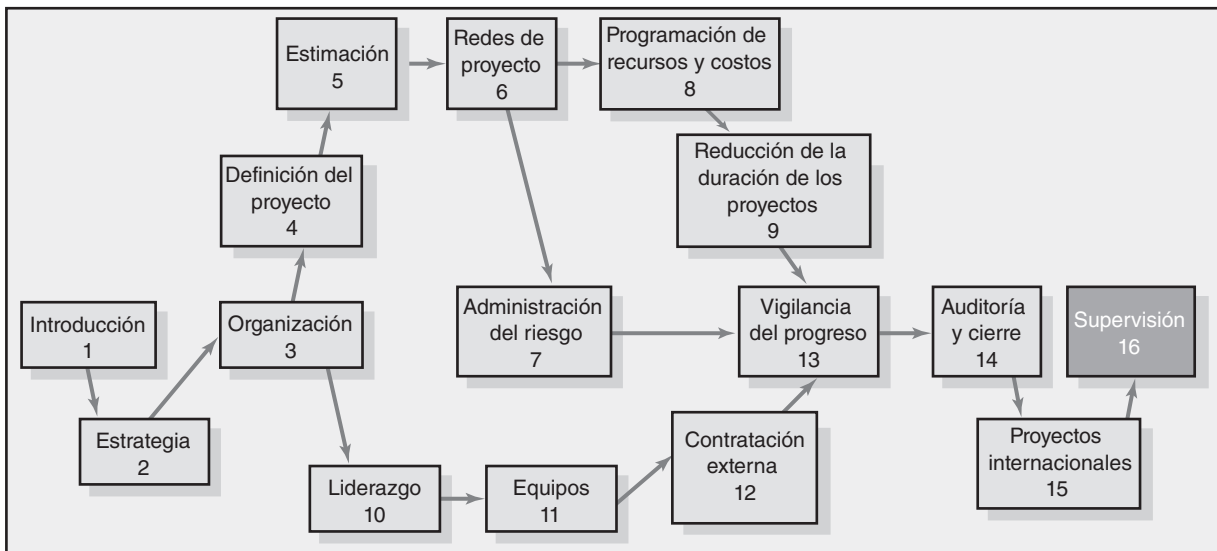 Introducción
1
Estrategia
2
Organización
3
Definición del
proyecto
4
Estimación
5
Redes de
proyecto
6
Administración
del riesgo
7
Programación de
recursos y costos
8
Reducción de la
duración de los
proyectos
9
Liderazgo
10
Equipos
11
Contratación
externa
12
Vigilancia
del progreso
13
Auditoría
y cierre
14
Proyectos
internacionales
15
Supervisión
16